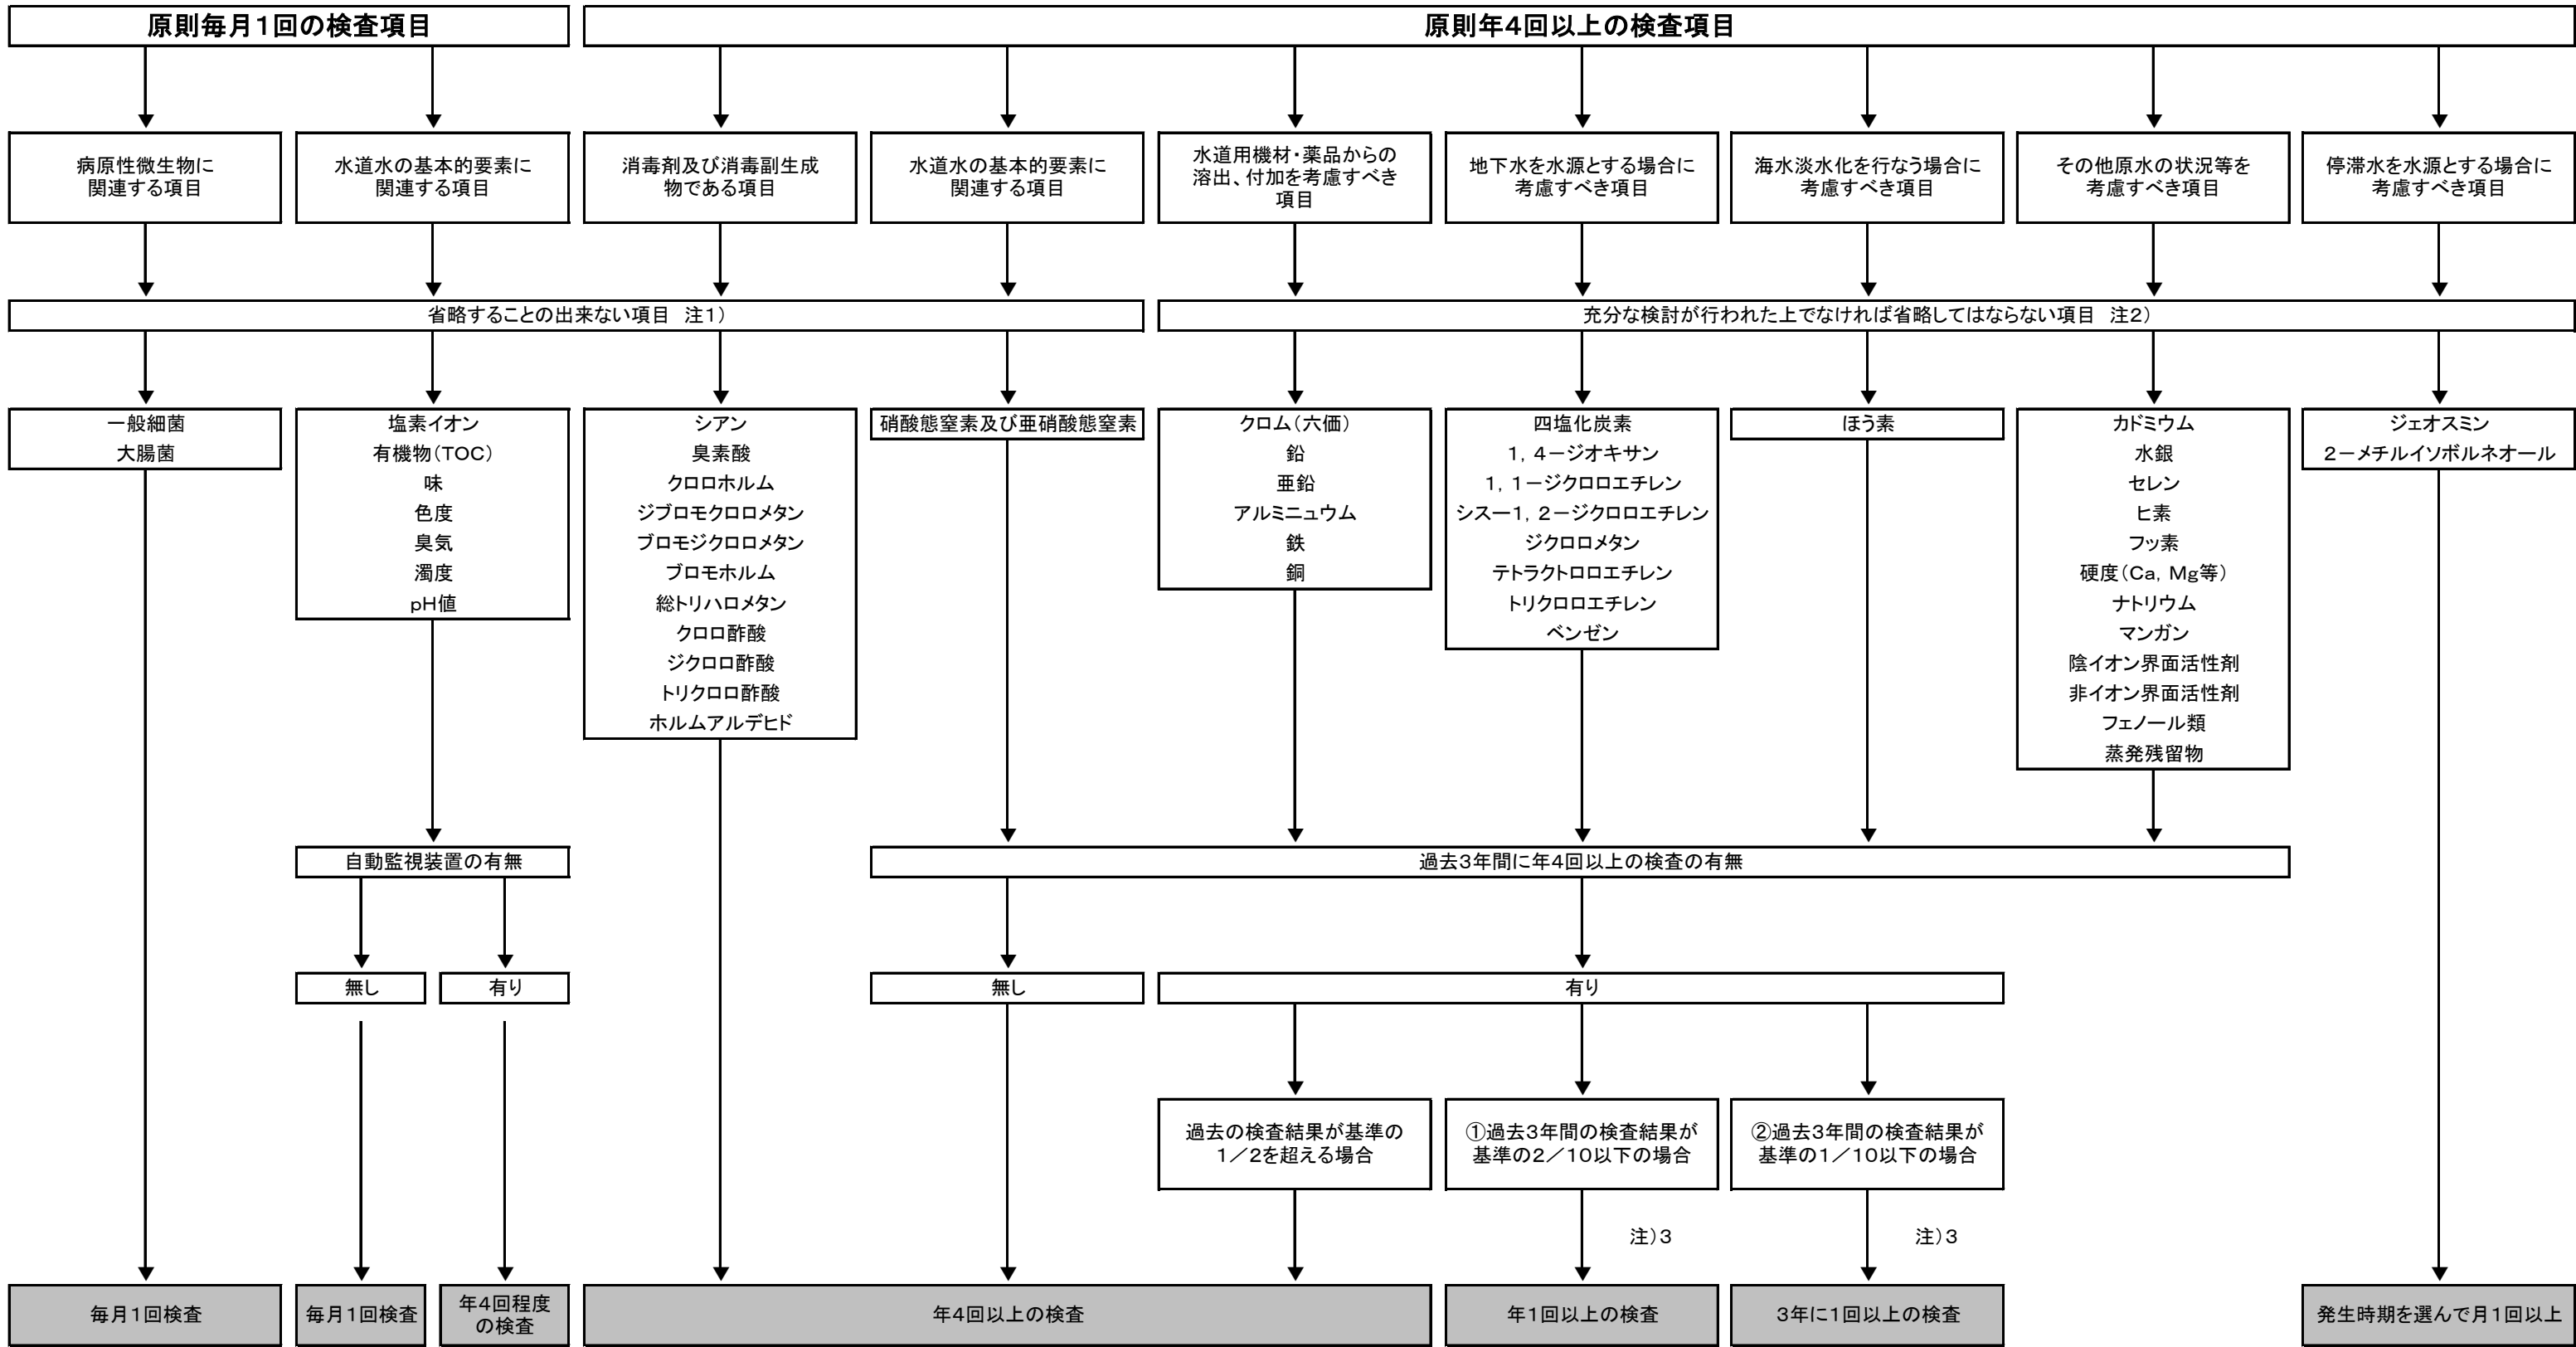 原則毎月1回の検査項目
原則年4回以上の検査項目
病原性微生物に
関連する項目
水道水の基本的要素に
関連する項目
消毒剤及び消毒副生成
物である項目
水道水の基本的要素に
関連する項目
水道用機材・薬品からの
溶出、付加を考慮すべき
項目
地下水を水源とする場合に
考慮すべき項目
海水淡水化を行なう場合に
考慮すべき項目
その他原水の状況等を
考慮すべき項目
停滞水を水源とする場合に
考慮すべき項目
省略することの出来ない項目 注1)
充分な検討が行われた上でなければ省略してはならない項目 注2)
一般細菌
大腸菌
塩素イオン
有機物(TOC)
味
色度
臭気
濁度
pH値
シアン
臭素酸
クロロホルム
ジブロモクロロメタン
ブロモジクロロメタン
ブロモホルム
総トリハロメタン
クロロ酢酸
ジクロロ酢酸
トリクロロ酢酸
ホルムアルデヒド
硝酸態窒素及び亜硝酸態窒素
クロム(六価)
鉛
亜鉛
アルミニュウム
鉄
銅
四塩化炭素
1,4-ジオキサン
1,1-ジクロロエチレン
シスー1,2-ジクロロエチレン
ジクロロメタン
テトラクトロロエチレン
トリクロロエチレン
ベンゼン
ほう素
カドミウム
水銀
セレン
ヒ素
フッ素
硬度(Ca,Mg等)
ナトリウム
マンガン
陰イオン界面活性剤
非イオン界面活性剤
フェノール類
蒸発残留物
ジェオスミン
2-メチルイソボルネオール
自動監視装置の有無
過去3年間に年4回以上の検査の有無
無し
有り
無し
有り
過去の検査結果が基準の
1/2を超える場合
①過去3年間の検査結果が
基準の2/10以下の場合
②過去3年間の検査結果が
基準の1/10以下の場合
注)3
注)3
毎月1回検査
毎月1回検査
年4回程度
の検査
年4回以上の検査
年1回以上の検査
3年に1回以上の検査
発生時期を選んで月1回以上